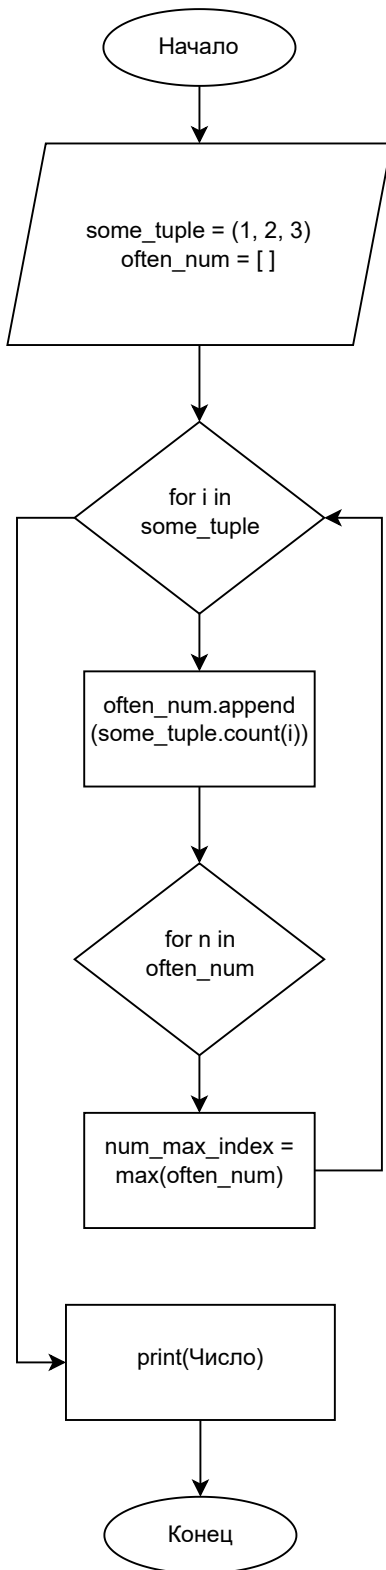 Начало
some_tuple = (1, 2, 3)
often_num = [ ]
for i in
some_tuple
often_num.append
(some_tuple.count(i))
for n in
often_num
num_max_index =
max(often_num)
print(Число)
Конец